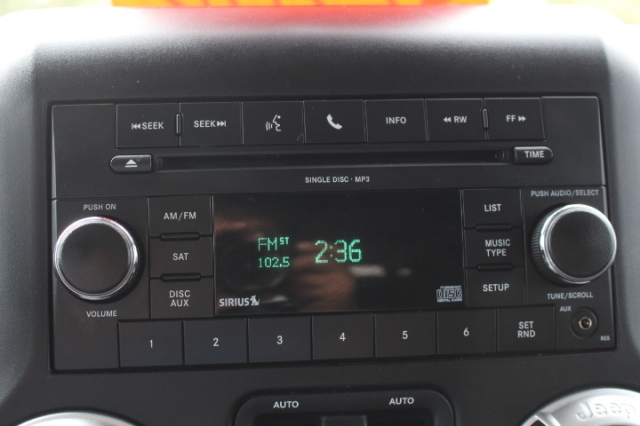 SEEK
SEEK
INFO
RW
FF
TIME
SINGLE DISC · MP3
PUSH ON
VOLUME
AM/FM
SAT
DISC
AUX
FM ST
102.5
2:36
SIRIUS
LIST
MUSIC
TYPE
SETUP
PUSH AUDIO/SELECT
TUNE/SCROLL
AUX
1
2
3
4
5
6
SET
RND
RES
AUTO
AUTO
Jeep